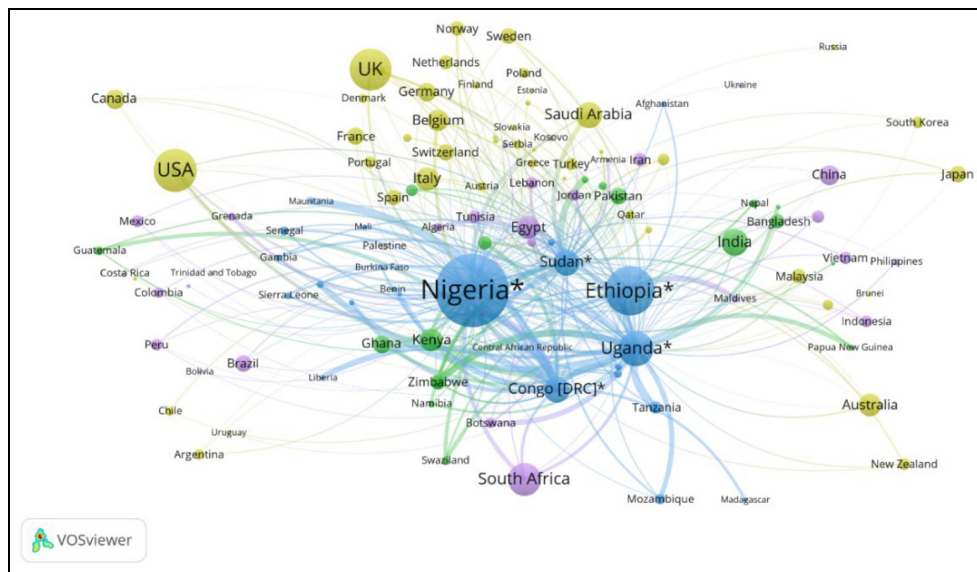 Norway
Sweden
Russia
UK
Netherlands
Poland
Ukraine
Finland
Estonia
Denmark
Germany
Afghanistan
Canada
Saudi Arabia
Belgium
South Korea
Slovakia
Kosovo
France
Serbia
Switzerland
Iran
Portugal
Greece
Turkey
Armenia
USA
Italy
China
Japan
Austria
Lebanon
Spain
Jordan
Pakistan
Mauritania
Nepal
Mexico
Grenada
Tunisia
Qatar
Bangladesh
Senegal
Mali
Algeria
Egypt
India
Guatemala
Palestine
Gambia
Sudan*
Vietnam
Philippines
Costa Rica
Trinidad and Tobago
Burkina Faso
Malaysia
Colombia
Sierra Leone
Benin
Nigeria*
Ethiopia*
Maldives
Brunei
Indonesia
Peru
Ghana
Kenya
Central African Republic
Uganda*
Papua New Guinea
Brazil
Bolivia
Liberia
Zimbabwe
Congo [DRC]*
Namibia
Tanzania
Australia
Chile
Botswana
Uruguay
Argentina
Swaziland
New Zealand
South Africa
Mozambique
Madagascar
VOSviewer